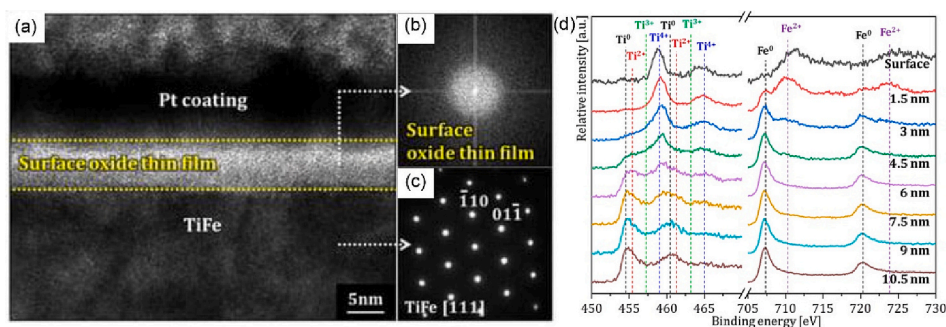 (a)
Pt coating
Surface oxide thin film
TiFe
5nm
(b)
Surface
oxide thin film
(c)
1̅10
011̅
TiFe [111]
(d)
Ti⁰
Ti²⁺
Ti³⁺
Ti⁴⁺
Ti⁰
Ti²⁺
Ti³⁺
Ti⁴⁺
Fe⁰
Fe²⁺
Fe⁰
Fe²⁺
Surface
1.5 nm
3 nm
4.5 nm
6 nm
7.5 nm
9 nm
10.5 nm
Relative intensity [a.u.]
450 455 460 465 705 710 715 720 725 730
Binding energy [eV]